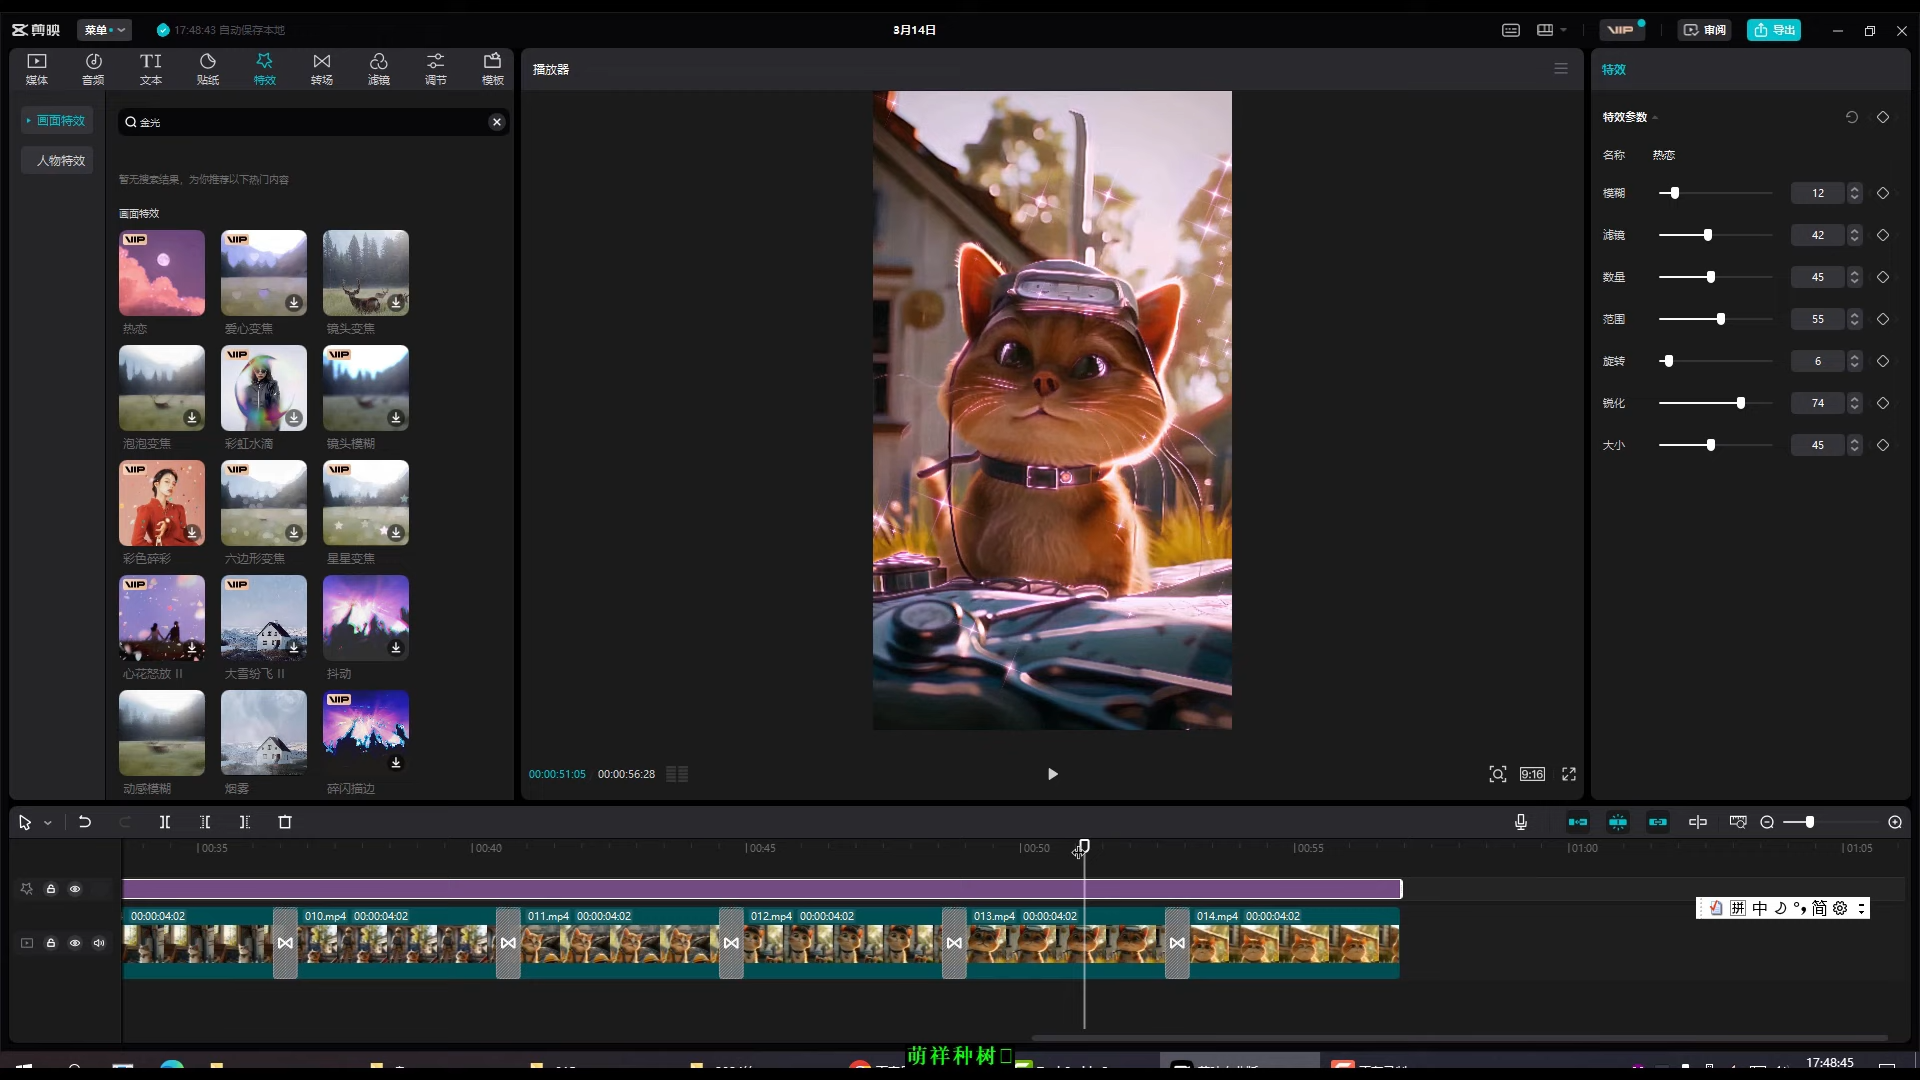 剪映
菜单
17:48:43 自动保存本地
3月14日
VIP
审阅
导出
媒体
音频
TI
文本
贴纸
特效
转场
滤镜
调节
模板
画面特效
人物特效
金光
暂无搜索结果，为你推荐以下热门内容
画面特效
VIP
VIP
热恋
爱心变焦
镜头变焦
VIP
VIP
泡泡变焦
彩虹水滴
镜头模糊
VIP
VIP
VIP
彩色碎彩
六边形变焦
星星变焦
VIP
VIP
心花怒放 II
大雪纷飞 II
抖动
VIP
动感模糊
烟雾
碎闪描边
播放器
00:00:51:05
00:00:56:28
9:16
特效
特效参数
名称
热恋
模糊
12
滤镜
42
数量
45
范围
55
旋转
6
锐化
74
大小
45
00:35
00:40
00:45
00:50
00:55
01:00
01:05
00:00:04:02
010.mp4 00:00:04:02
011.mp4 00:00:04:02
012.mp4 00:00:04:02
013.mp4 00:00:04:02
014.mp4 00:00:04:02
拼 中 简
萌祥种树
17:48:45